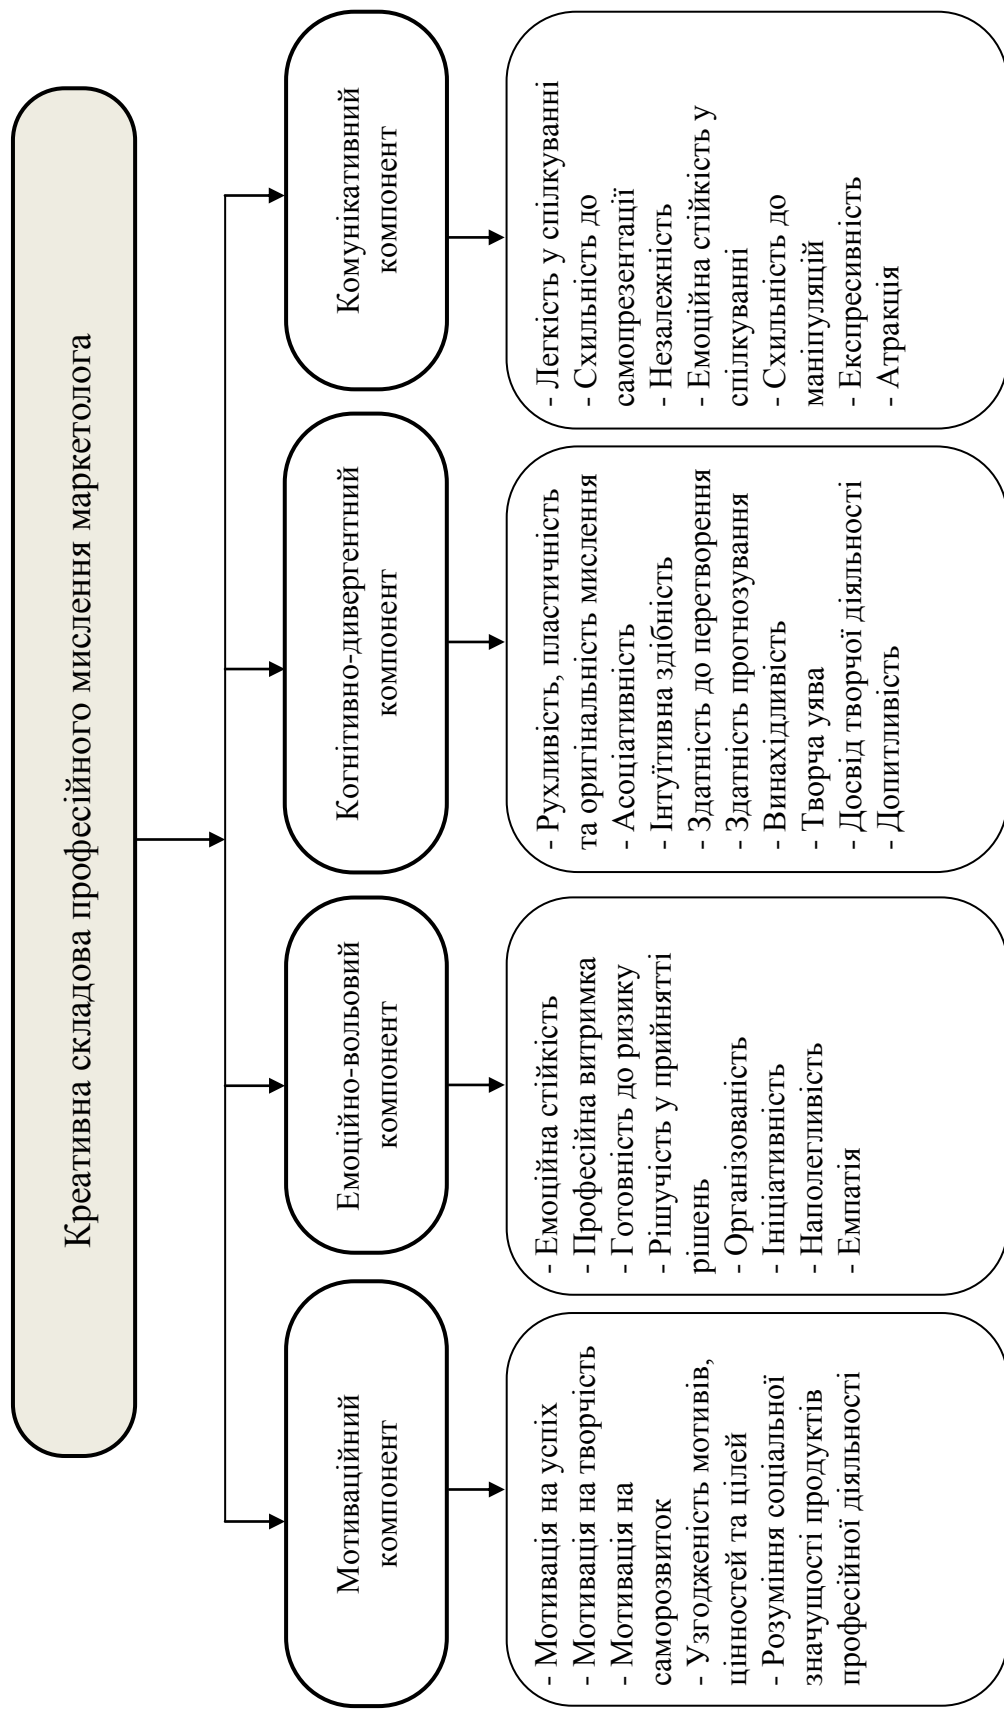 Креативна складова професійного мислення маркетолога
Мотиваційний
компонент
Емоційно-вольовий
компонент
Когнітивно-дивергентний
компонент
Комунікативний
компонент
- Мотивація на успіх
- Мотивація на творчість
- Мотивація на
саморозвиток
- Узгодженість мотивів,
цінностей та цілей
- Розуміння соціальної
значущості продуктів
професійної діяльності
- Емоційна стійкість
- Професійна витримка
- Готовність до ризику
- Рішучість у прийнятті
рішень
- Організованість
- Ініціативність
- Наполегливість
- Емпатія
- Рухливість, пластичність
та оригінальність мислення
- Асоціативність
- Інтуїтивна здібність
- Здатність до перетворення
- Здатність прогнозування
- Винахідливість
- Творча уява
- Досвід творчої діяльності
- Допитливість
- Легкість у спілкуванні
- Схильність до
самопрезентації
- Незалежність
- Емоційна стійкість у
спілкуванні
- Схильність до
маніпуляцій
- Експресивність
- Атракція